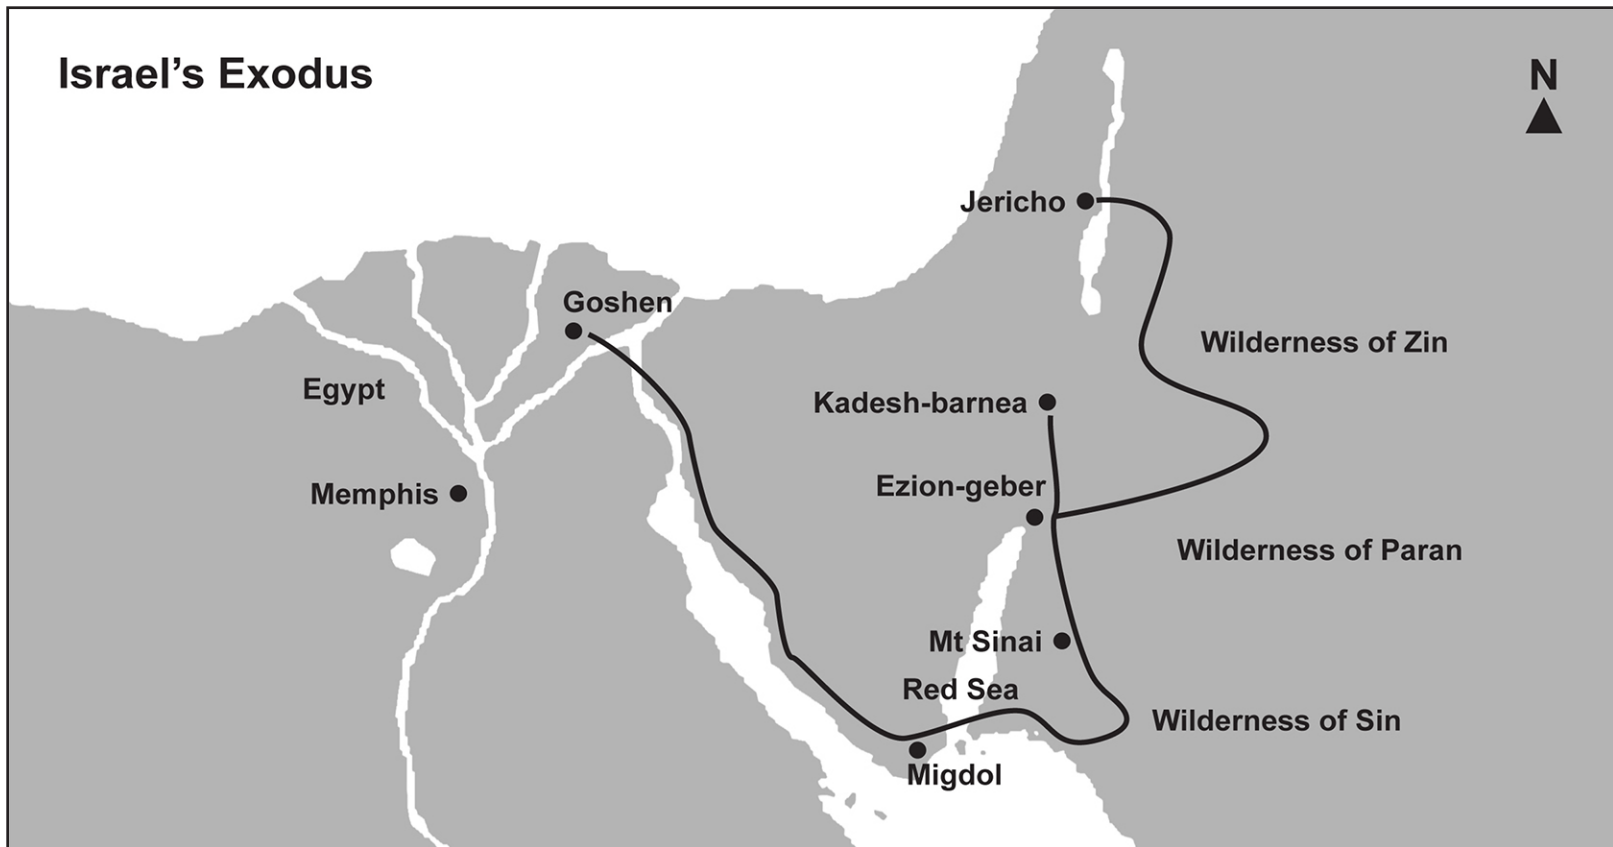 Israel's Exodus
N
Jericho
Goshen
Wilderness of Zin
Egypt
Kadesh-barnea
Ezion-geber
Memphis
Wilderness of Paran
Mt Sinai
Red Sea
Wilderness of Sin
Migdol